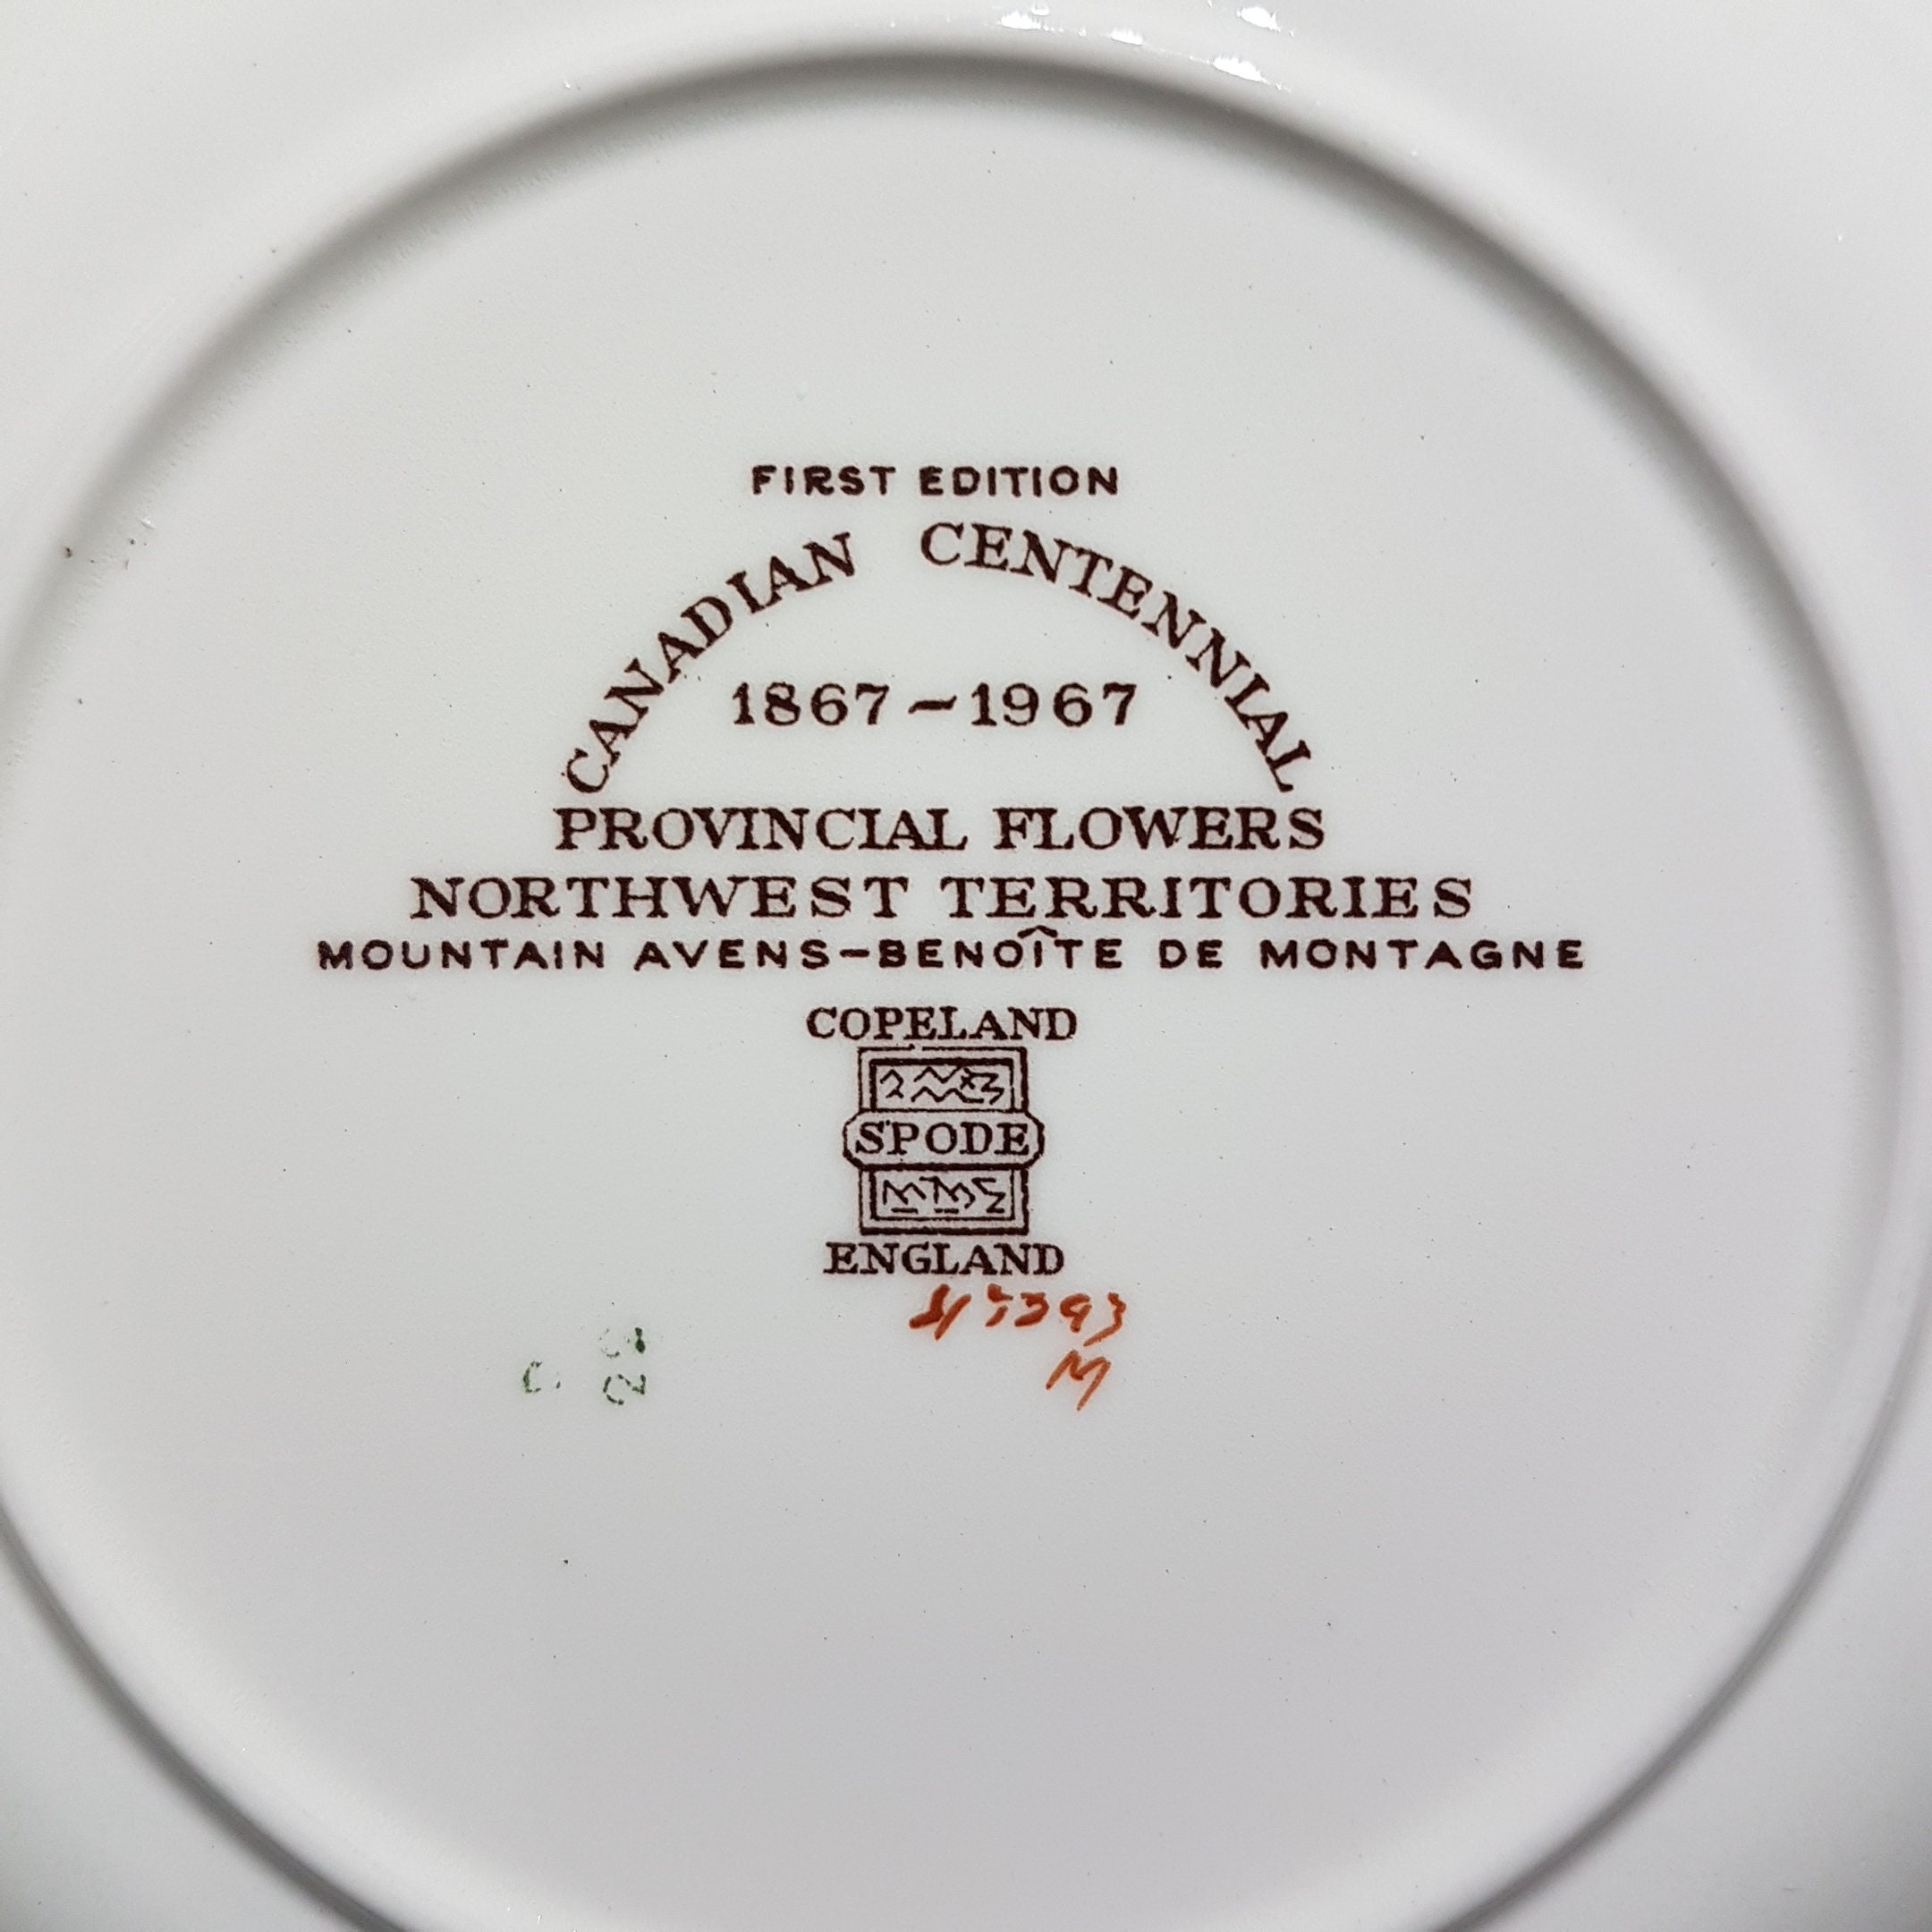 FIRST EDITION
CANADIAN CENTENNIAL
1867-1967
PROVINCIAL FLOWERS
NORTHWEST TERRITORIES
MOUNTAIN AVENS-BENOÎTE DE MONTAGNE
COPELAND
SPODE
ENGLAND
M